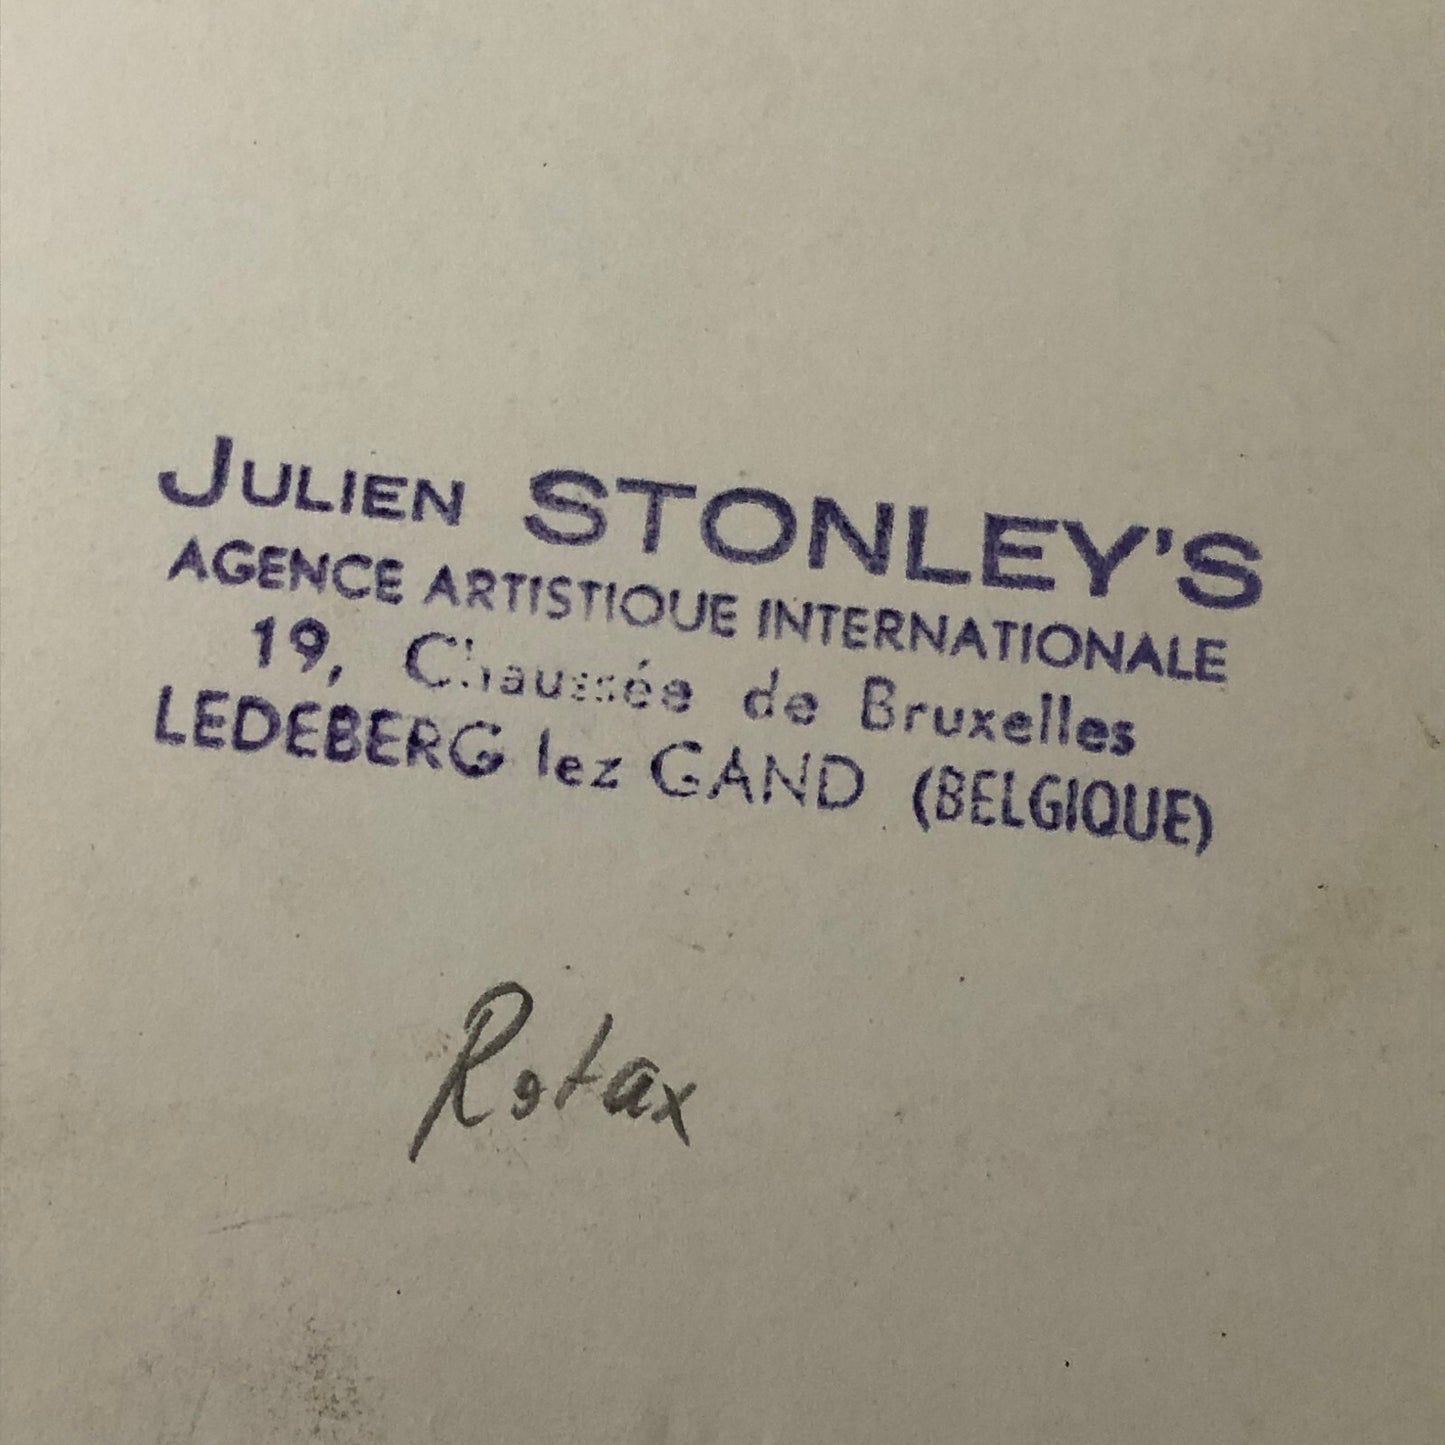 JULIEN STONLEY'S
AGENCE ARTISTIQUE INTERNATIONALE
19, Chaussée de Bruxelles
LEDEBERG lez GAND (BELGIQUE)
Rotax